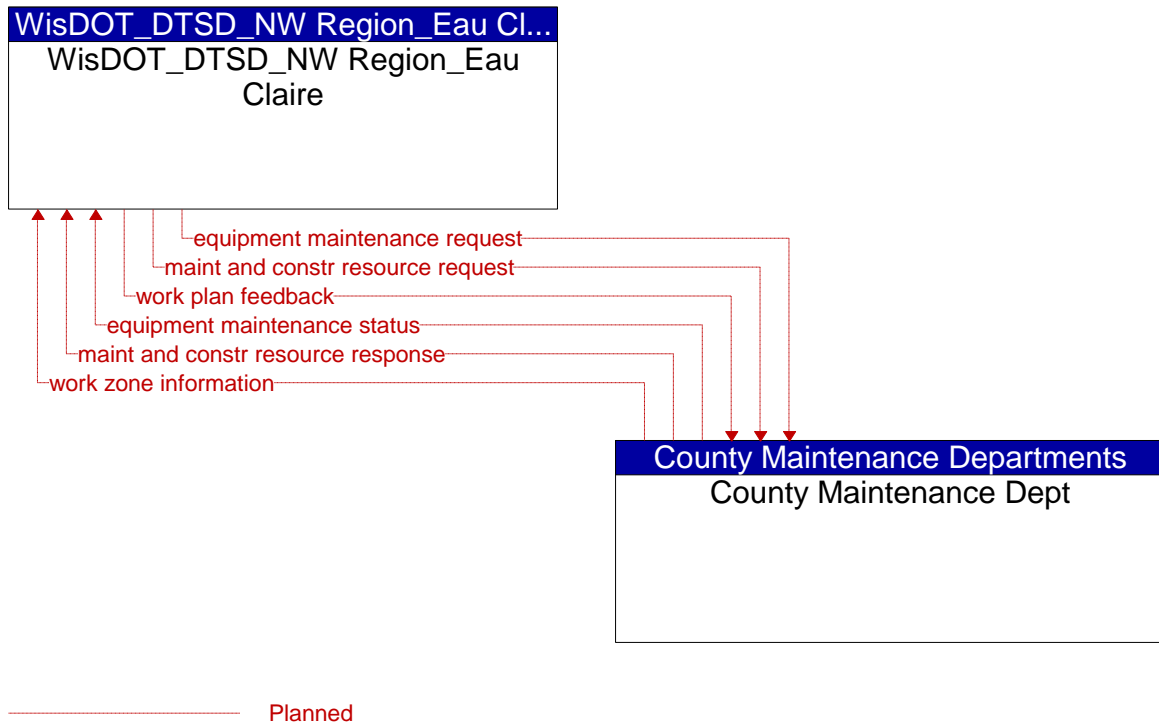 WisDOT_DTSD_NW Region_Eau Cl...
WisDOT_DTSD_NW Region_Eau
Claire
equipment maintenance request
maint and constr resource request
work plan feedback
equipment maintenance status
maint and constr resource response
work zone information
County Maintenance Departments
County Maintenance Dept
Planned